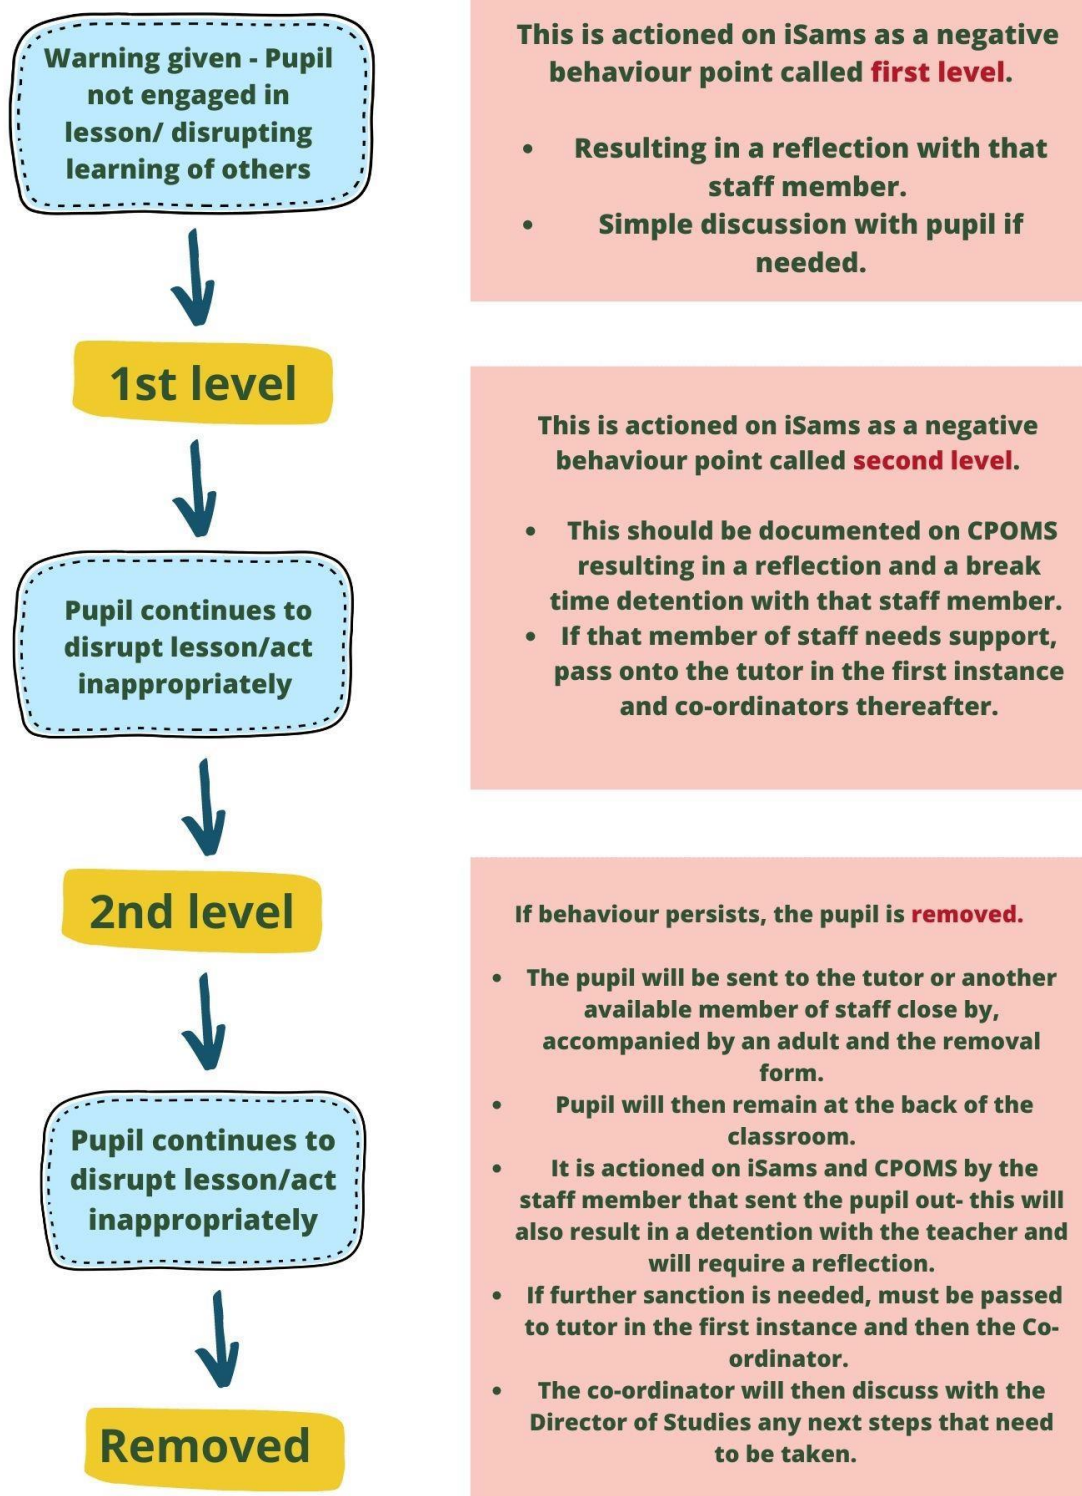 Warning given - Pupil
not engaged in
lesson/ disrupting
learning of others
This is actioned on iSams as a negative
behaviour point called first level.
• Resulting in a reflection with that
staff member.
• Simple discussion with pupil if
needed.
1st level
This is actioned on iSams as a negative
behaviour point called second level.
• This should be documented on CPOMS
resulting in a reflection and a break
time detention with that staff member.
• If that member of staff needs support,
pass onto the tutor in the first instance
and co-ordinators thereafter.
Pupil continues to
disrupt lesson/act
inappropriately
2nd level
If behaviour persists, the pupil is removed.
• The pupil will be sent to the tutor or another
available member of staff close by,
accompanied by an adult and the removal
form.
• Pupil will then remain at the back of the
classroom.
• It is actioned on iSams and CPOMS by the
staff member that sent the pupil out- this will
also result in a detention with the teacher and
will require a reflection.
• If further sanction is needed, must be passed
to tutor in the first instance and then the Co-
ordinator.
• The co-ordinator will then discuss with the
Director of Studies any next steps that need
to be taken.
Pupil continues to
disrupt lesson/act
inappropriately
Removed